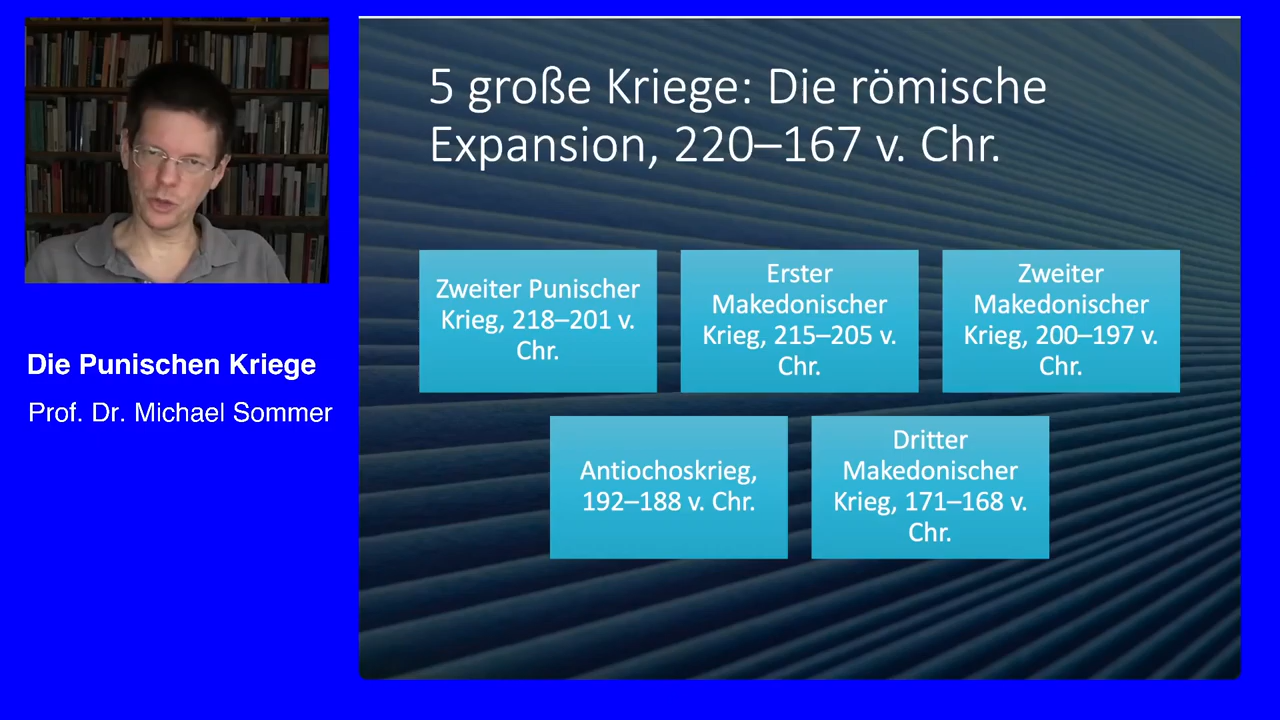 5 große Kriege: Die römische
Expansion, 220–167 v. Chr.
Zweiter Punischer
Krieg, 218–201 v.
Chr.
Erster
Makedonischer
Krieg, 215–205 v.
Chr.
Zweiter
Makedonischer
Krieg, 200–197 v.
Chr.
Antiochoskrieg,
192–188 v. Chr.
Dritter
Makedonischer
Krieg, 171–168 v.
Chr.
Die Punischen Kriege
Prof. Dr. Michael Sommer